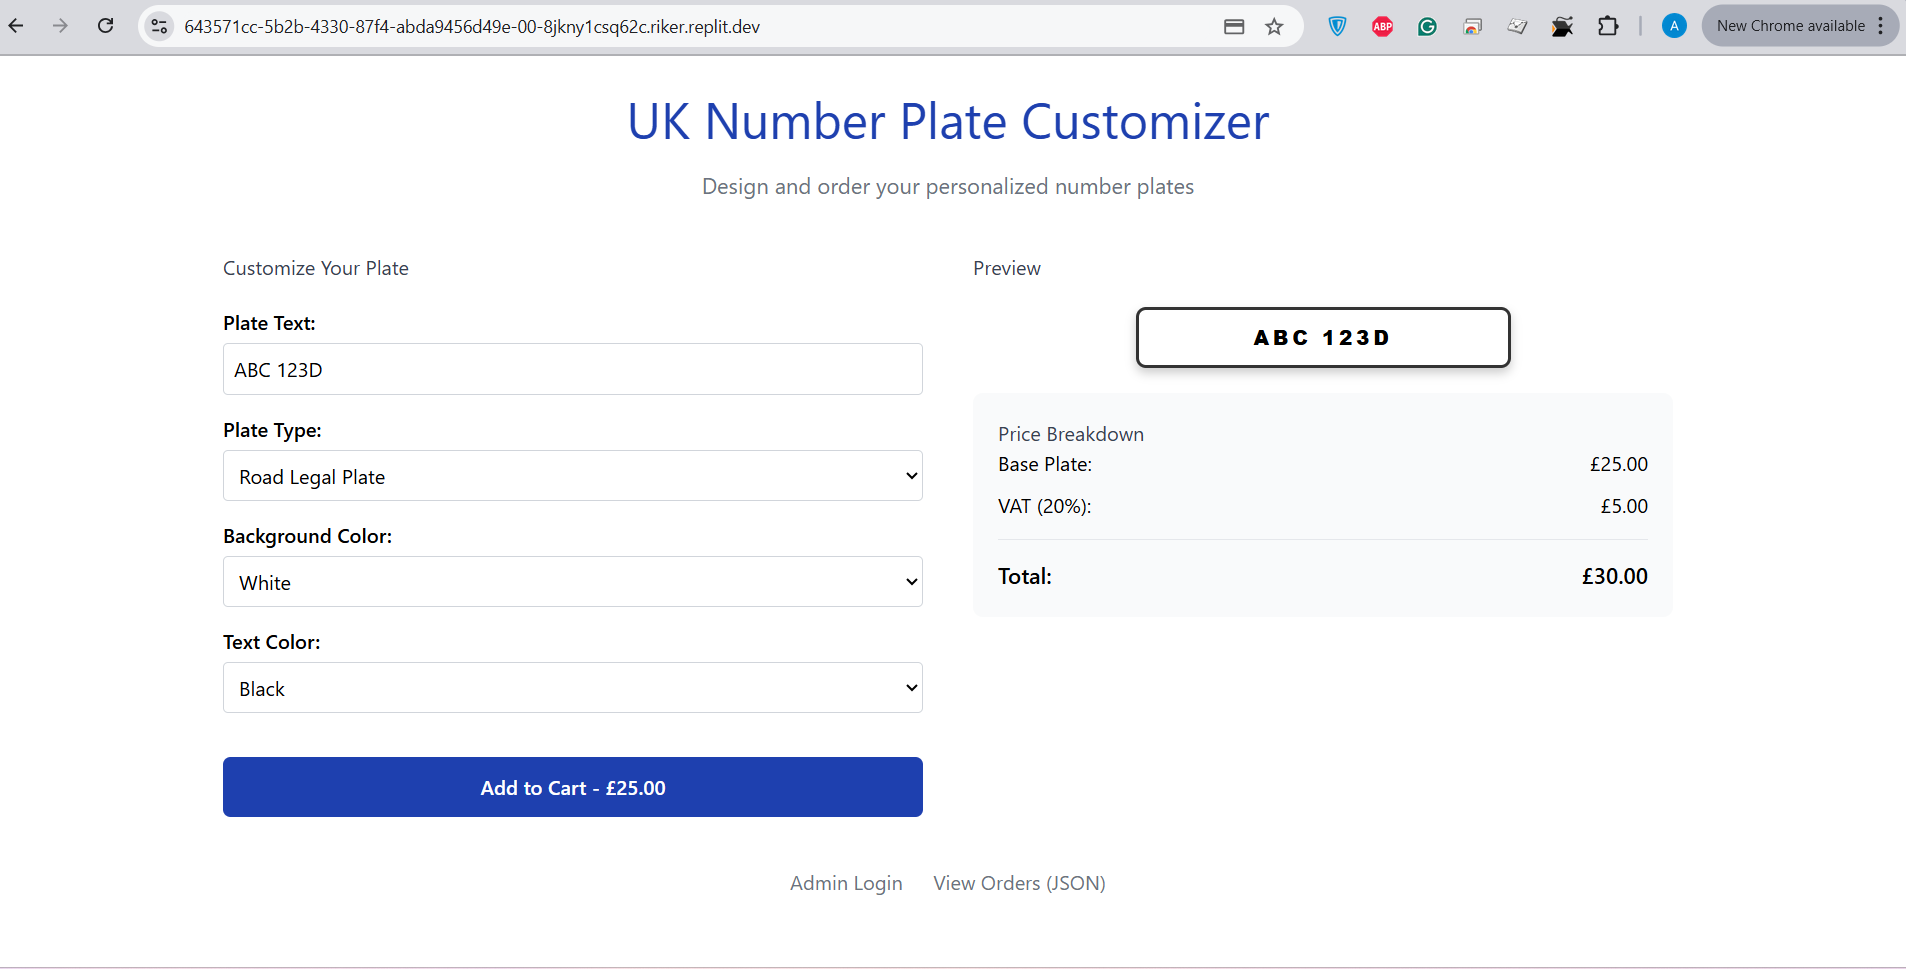 643571cc-5b2b-4330-87f4-abda9456d49e-00-8jkny1csq62c.riker.replit.dev
ABP
G
A
New Chrome available
UK Number Plate Customizer
Design and order your personalized number plates
Customize Your Plate
Plate Text:
ABC 123D
Plate Type:
Road Legal Plate
Background Color:
White
Text Color:
Black
Add to Cart - £25.00
Preview
ABC 123D
Price Breakdown
Base Plate: £25.00
VAT (20%): £5.00
Total: £30.00
Admin Login View Orders (JSON)